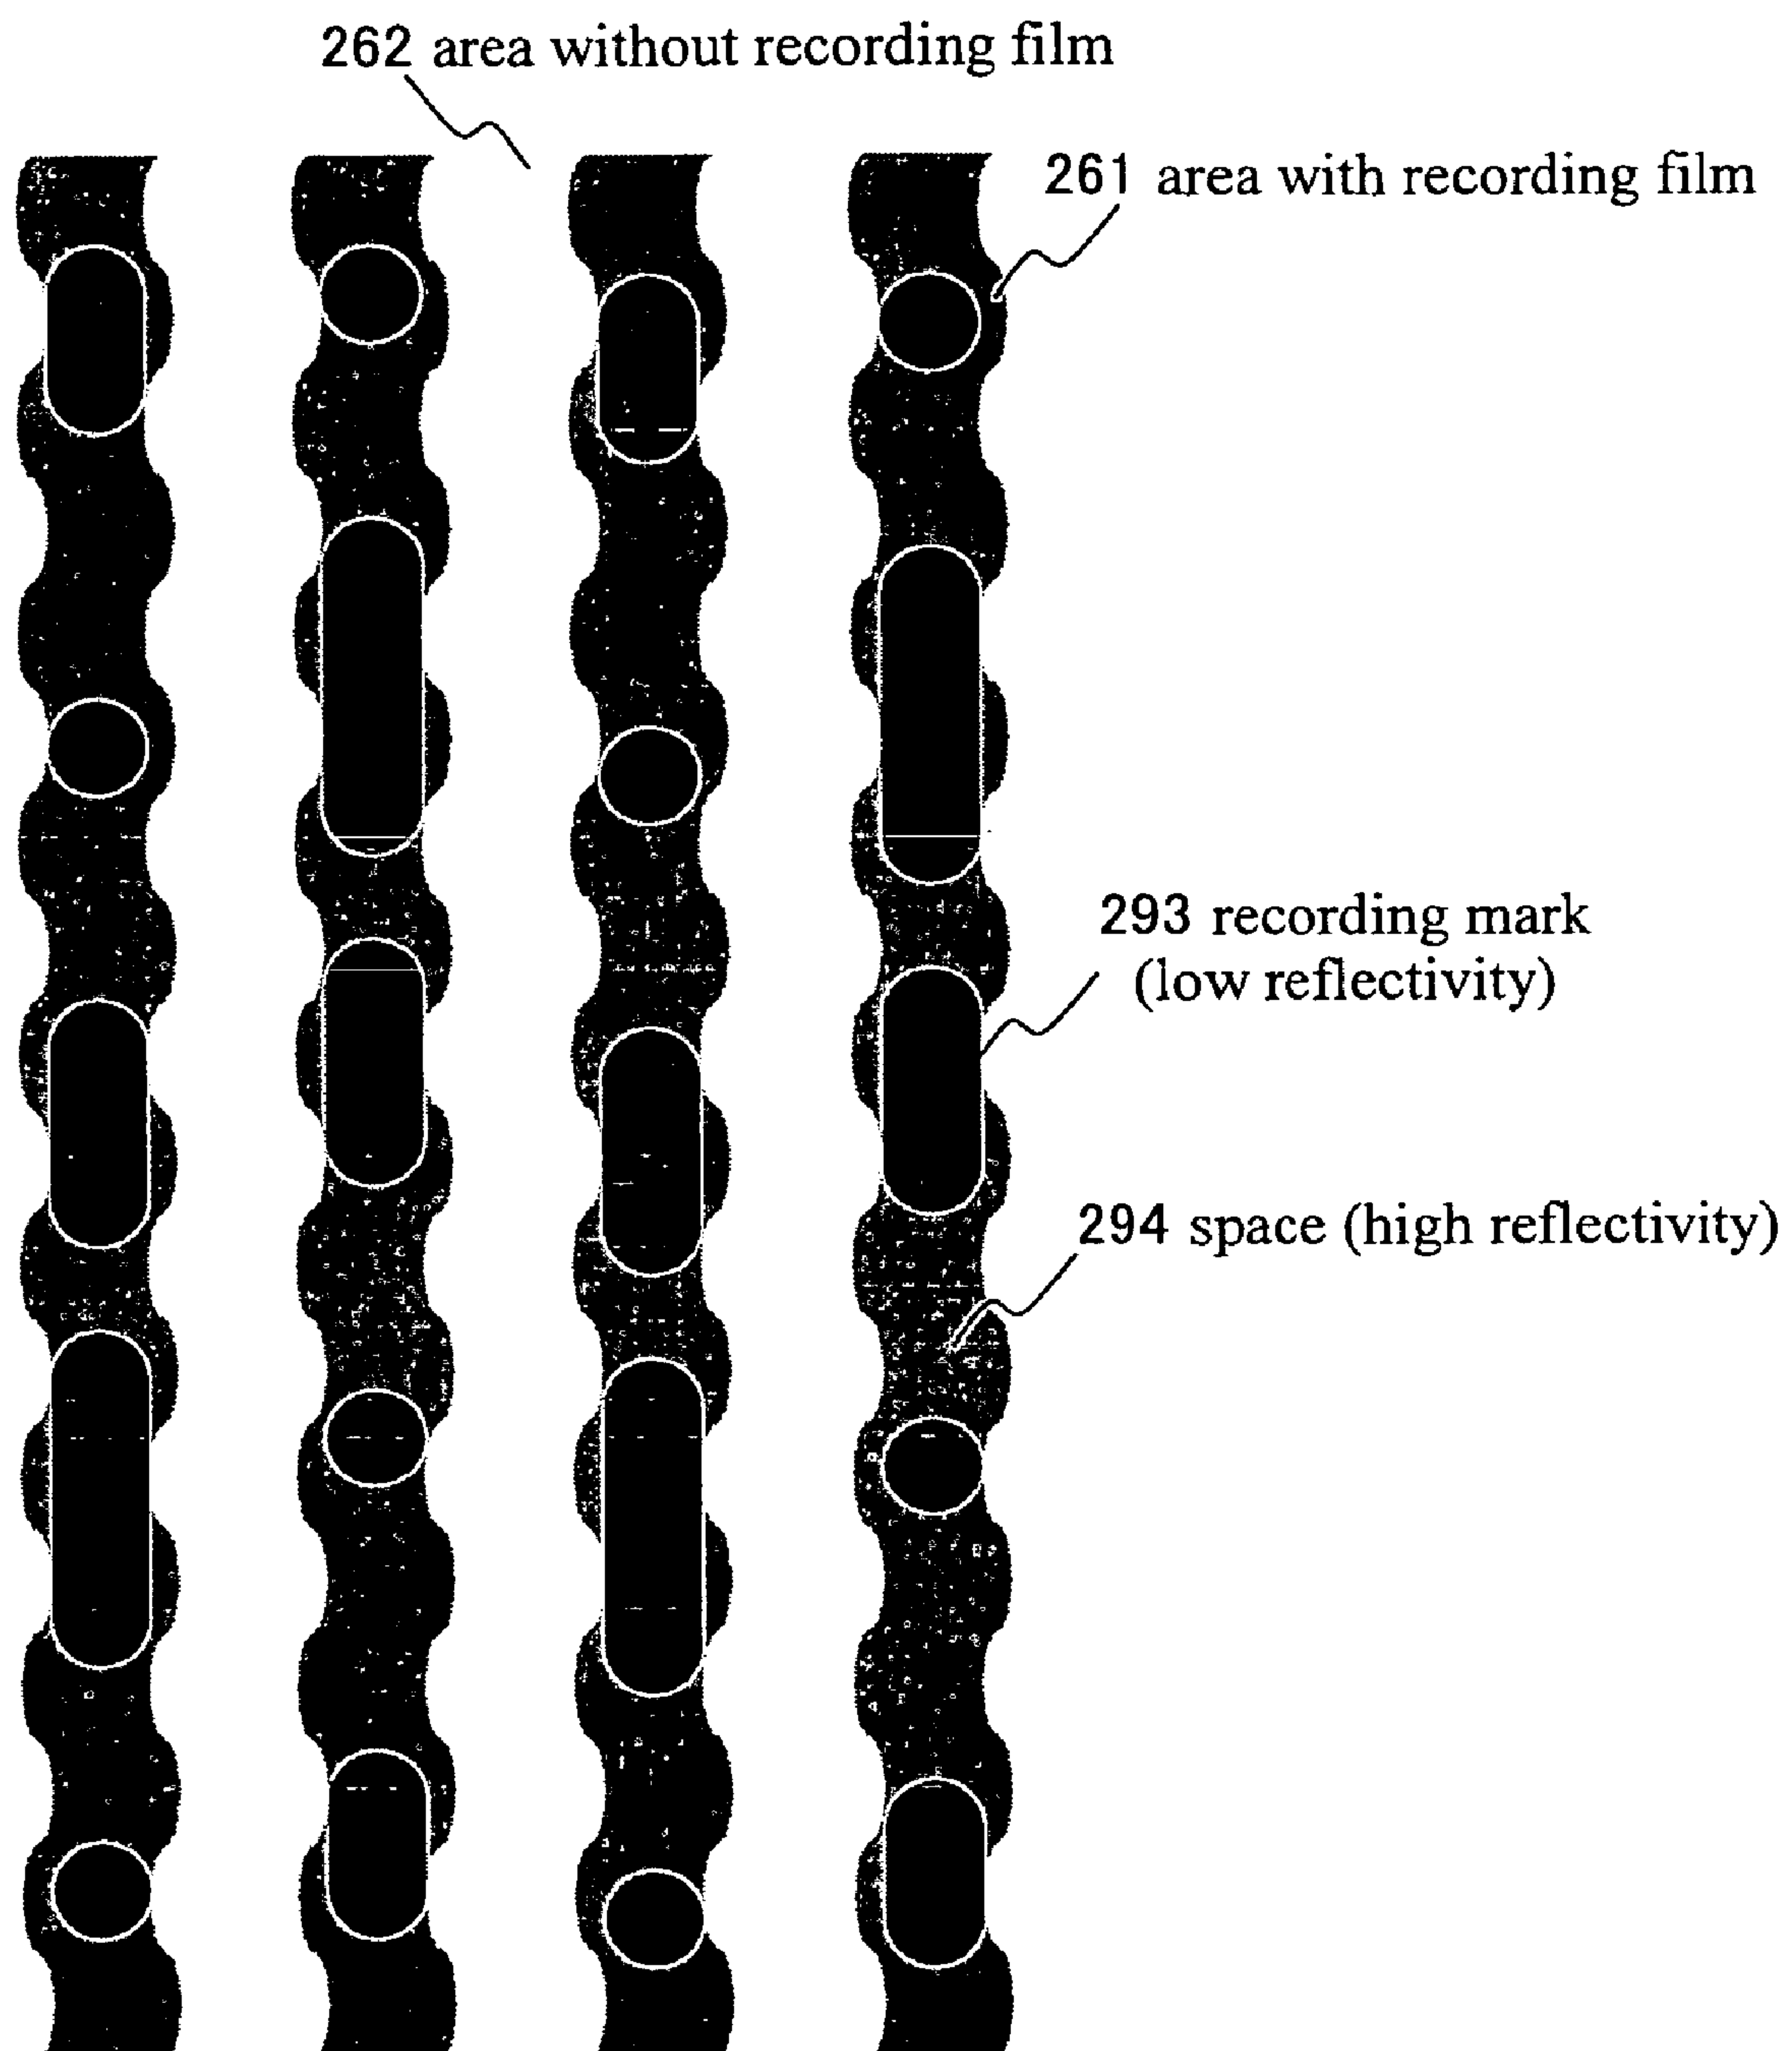 262 area without recording film
261 area with recording film
293 recording mark
(low reflectivity)
294 space (high reflectivity)